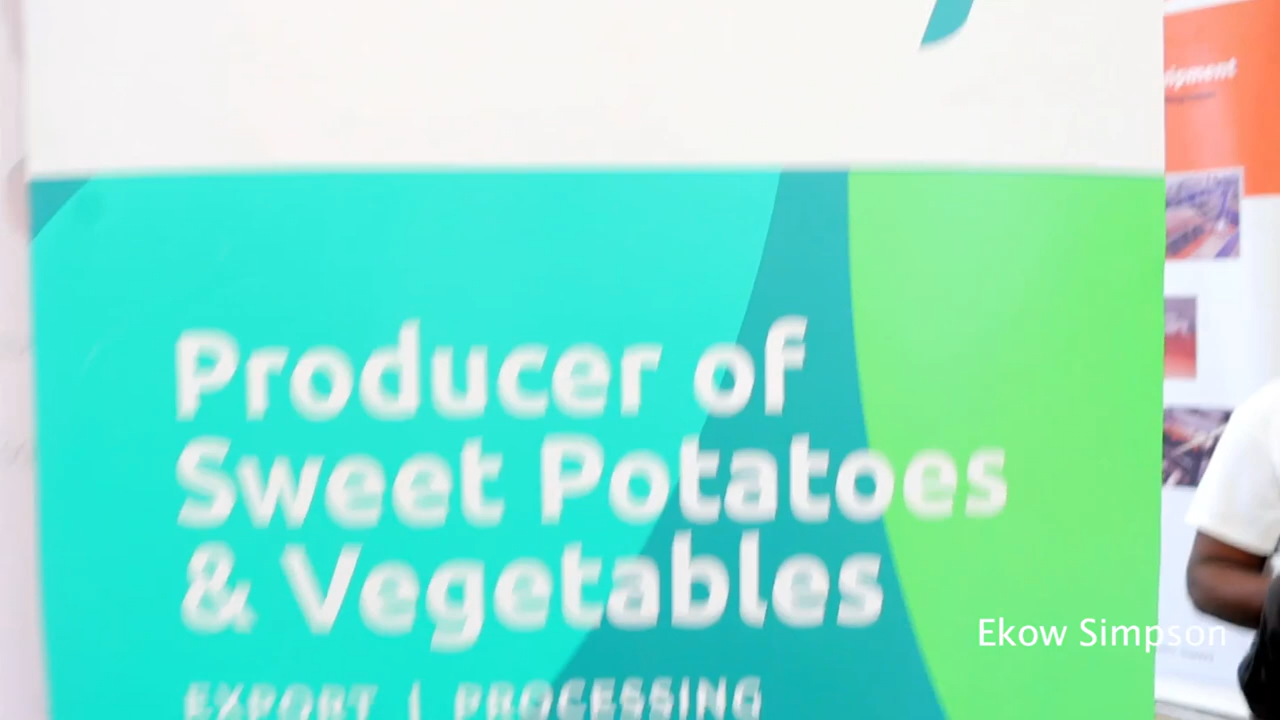 Producer of
Sweet Potatoes
& Vegetables
EXPORT | PROCESSING
Ekow Simpson